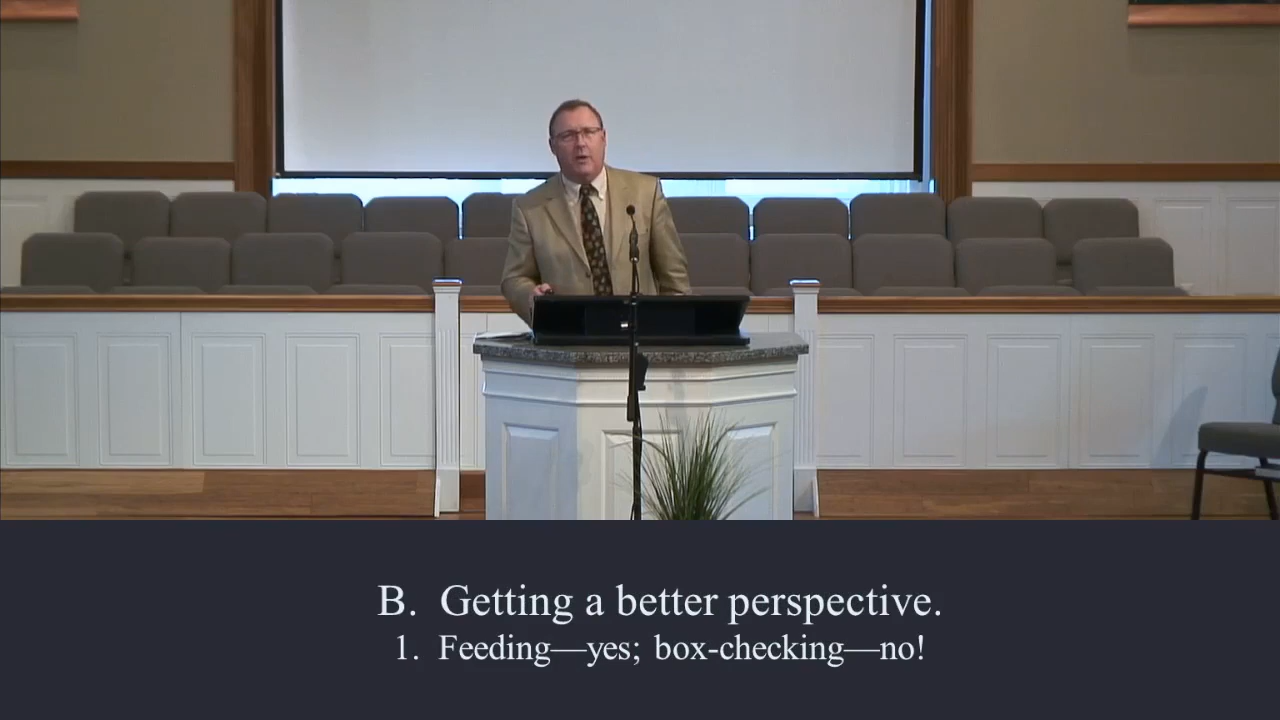 B. Getting a better perspective.
1. Feeding—yes; box-checking—no!